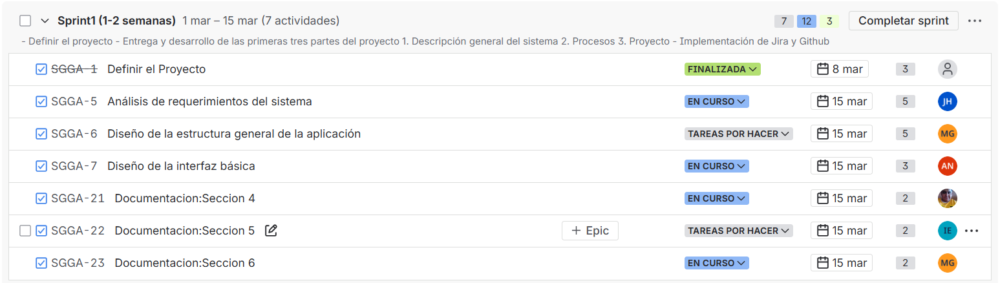 Sprint1 (1-2 semanas) 1 mar – 15 mar (7 actividades) 7 12 3 Completar sprint
- Definir el proyecto - Entrega y desarrollo de las primeras tres partes del proyecto 1. Descripción general del sistema 2. Procesos 3. Proyecto - Implementación de Jira y Github
SGGA-1 Definir el Proyecto FINALIZADA 8 mar 3
SGGA-5 Análisis de requerimientos del sistema EN CURSO 15 mar 5 JH
SGGA-6 Diseño de la estructura general de la aplicación TAREAS POR HACER 15 mar 5 MG
SGGA-7 Diseño de la interfaz básica EN CURSO 15 mar 3 AN
SGGA-21 Documentacion:Seccion 4 EN CURSO 15 mar 2
SGGA-22 Documentacion:Seccion 5 + Epic TAREAS POR HACER 15 mar 2 IE
SGGA-23 Documentacion:Seccion 6 EN CURSO 15 mar 2 MG